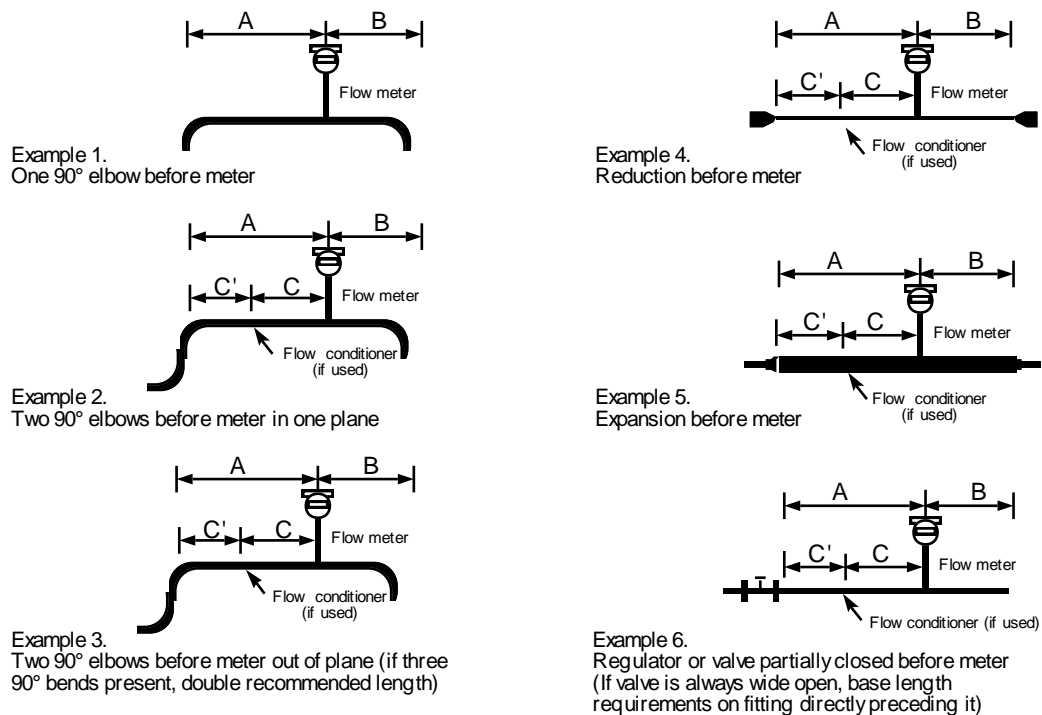 A B
Flow meter
Example 1.
One 90° elbow before meter
A B
C' C
Flow meter
Flow conditioner
(if used)
Example 2.
Two 90° elbows before meter in one plane
A B
C' C
Flow meter
Flow conditioner
(if used)
Example 3.
Two 90° elbows before meter out of plane (if three
90° bends present, double recommended length)
A B
C' C
Flow meter
Flow conditioner
(if used)
Example 4.
Reduction before meter
A B
C' C
Flow meter
Flow conditioner
(if used)
Example 5.
Expansion before meter
A B
C' C
Flow meter
Flow conditioner (if used)
Example 6.
Regulator or valve partially closed before meter
(If valve is always wide open, base length
requirements on fitting directly preceding it)